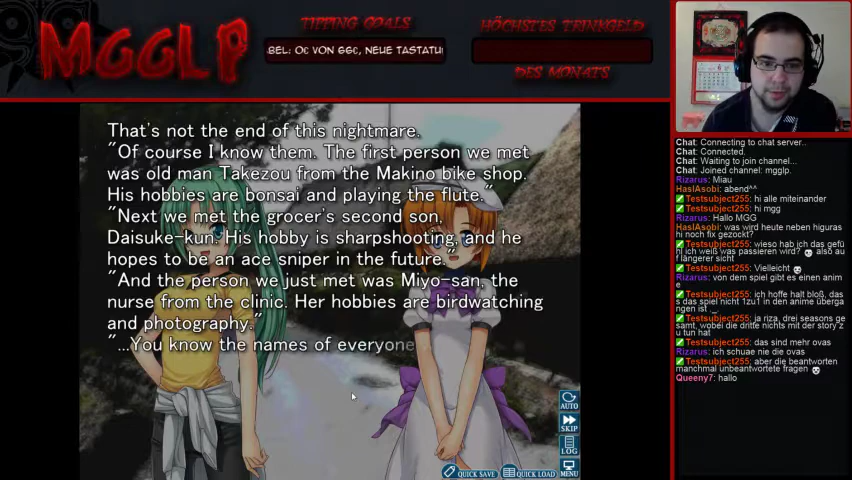 MGGLP
TIPPING GOALS
BEL: 0€ VON 66€, NEUE TASTATU
HÖCHSTES TRINKGELD
DES MONATS
That's not the end of this nightmare.
"Of course I know them. The first person we met
was old man Takezou from the Makino bike shop.
His hobbies are bonsai and playing the flute."
"Next we met the grocer's second son,
Daisuke-kun. His hobby is sharpshooting, and he
hopes to be an ace sniper in the future."
"And the person we just met was Miyo-san, the
nurse from the clinic. Her hobbies are birdwatching
and photography."
"...You know the names of everyone
AUTO
SKIP
LOG
MENU
QUICK SAVE
QUICK LOAD
Chat: Connecting to chat server..
Chat: Connected.
Chat: Waiting to join channel...
Chat: Joined channel: mgglp.
Rizarus: Miau
HasIAsobi: abend^^
Testsubject255: hi alle miteinander
Testsubject255: hi mgg
Rizarus: Hallo MGG
HasIAsobi: was wird heute neben higuras
hi noch fix gezockt?
Testsubject255: wieso hab ich das gefü
hl ich weiß was passieren wird? also au
f längerer sicht
Testsubject255: Vielleicht
Rizarus: von dem spiel gibt es einen anim
e
Testsubject255: ich hoffe halt bloß, das
s das spiel nicht 1zu1 in den anime überga
ngen ist ._.
Testsubject255: ja riza, drei seasons ge
samt, wobei die dritte nichts mit der story z
u tun hat
Testsubject255: das sind mehr ovas
Rizarus: ich schuae nie die ovas
Testsubject255: aber die beantworten
manchmal unbeantwortete fragen
Queeny7: hallo